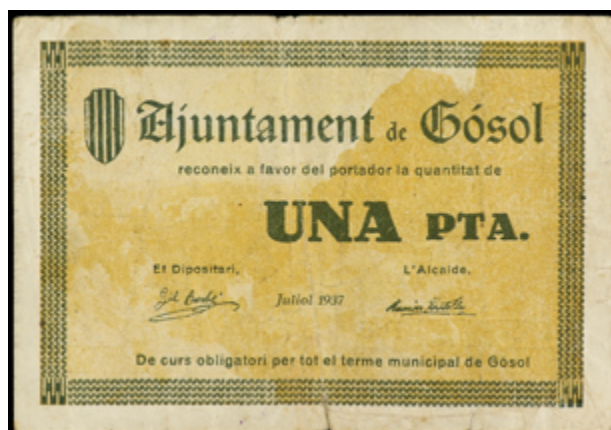 Ajuntament de Gósol
reconeix a favor del portador la quantitat de
UNA PTA.
El Dipositari, L'Alcalde,
Juliol 1937
De curs obligatori per tot el terme municipal de Gósol